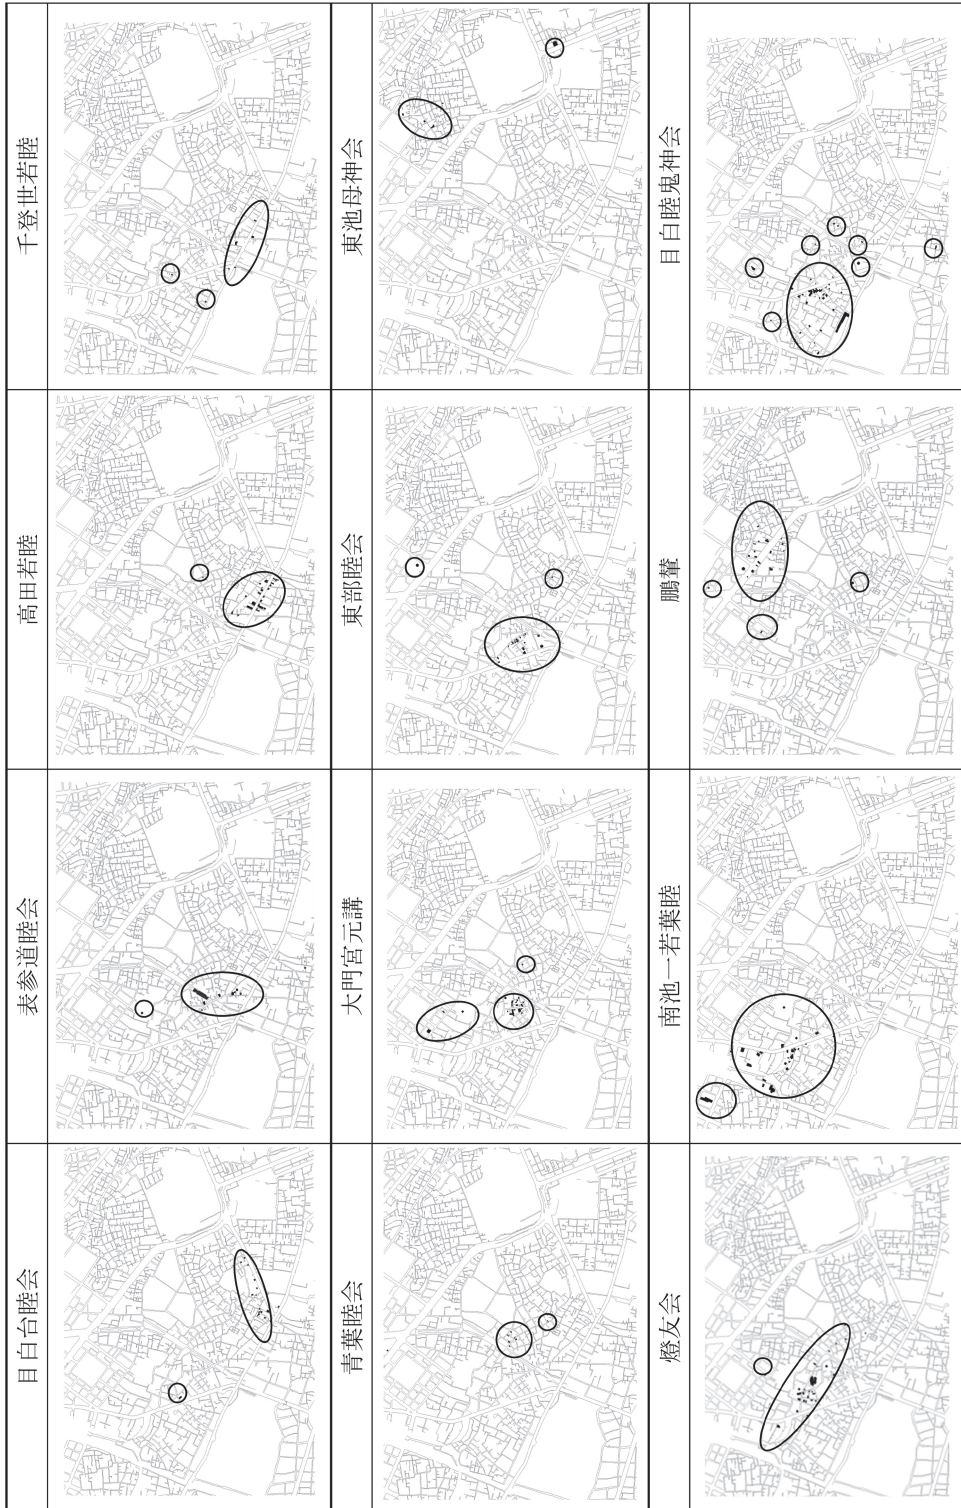 目白台睦会
表参道睦会
高田若睦
千登世若睦
青葉睦会
大門宮元講
東部睦会
東池母神会
燈友会
南池一若葉睦
鵬輦
目白睦鬼神会